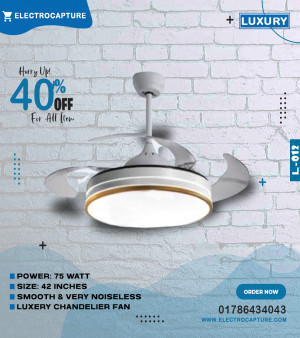 ELECTROCAPTURE
LUXURY
Hurry Up!
40% OFF
For All Item
L-012
POWER: 75 WATT
SIZE: 42 INCHES
SMOOTH & VERY NOISELESS
LUXERY CHANDELIER FAN
ORDER NOW
01786434043
WWW.ELECTROCAPTURE.COM